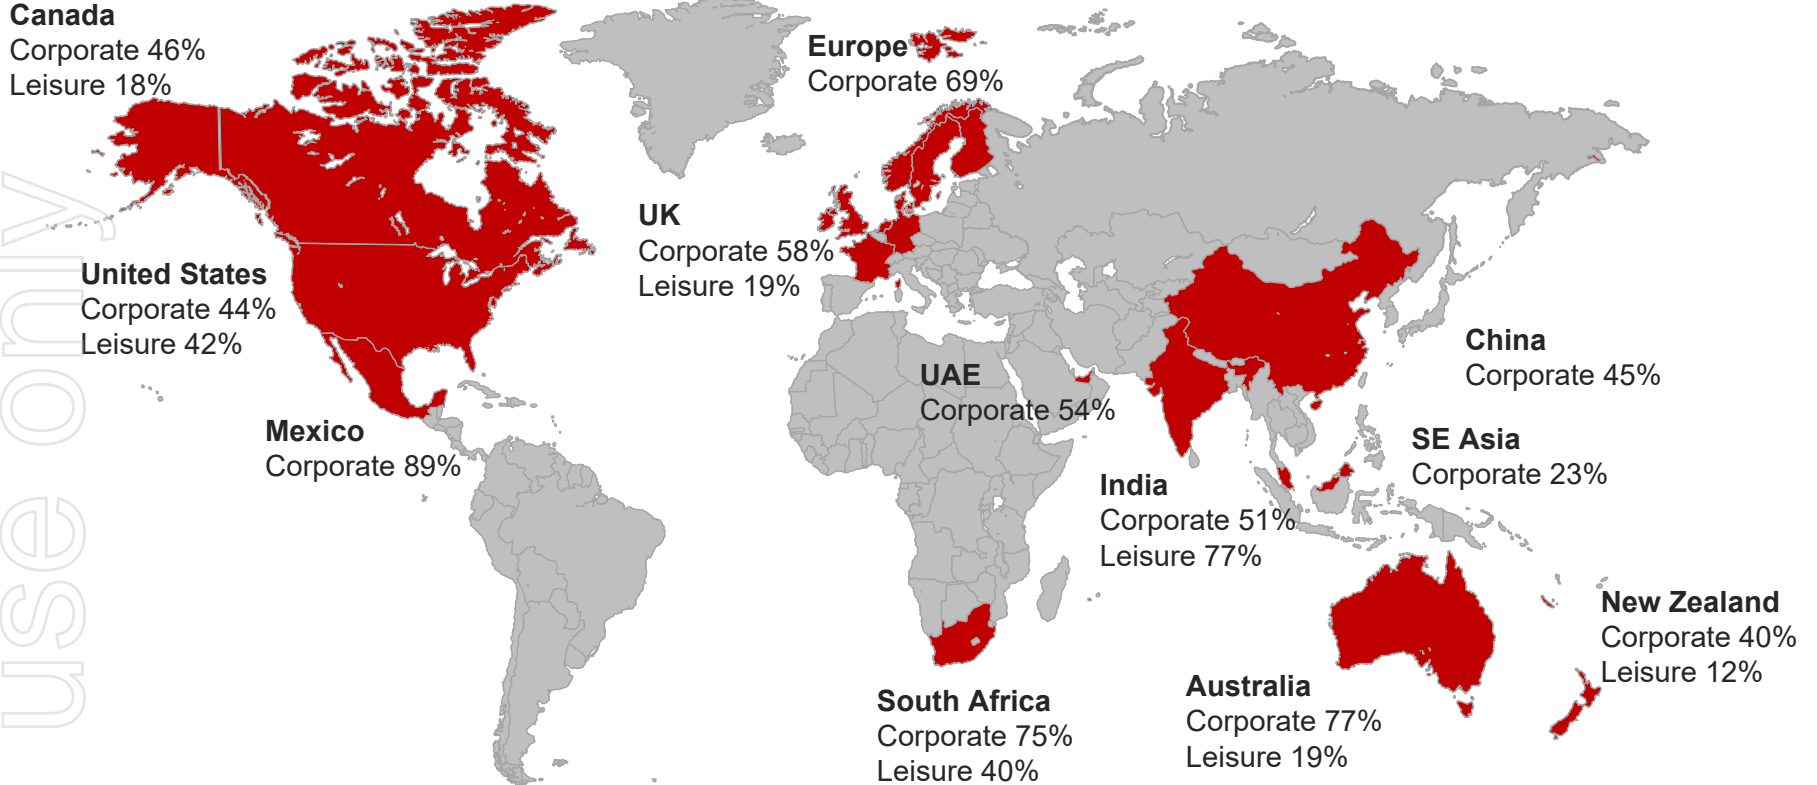 Canada
Corporate 46%
Leisure 18%
Europe
Corporate 69%
UK
Corporate 58%
Leisure 19%
United States
Corporate 44%
Leisure 42%
China
Corporate 45%
UAE
Corporate 54%
Mexico
Corporate 89%
SE Asia
Corporate 23%
India
Corporate 51%
Leisure 77%
New Zealand
Corporate 40%
Leisure 12%
South Africa
Corporate 75%
Leisure 40%
Australia
Corporate 77%
Leisure 19%
use only